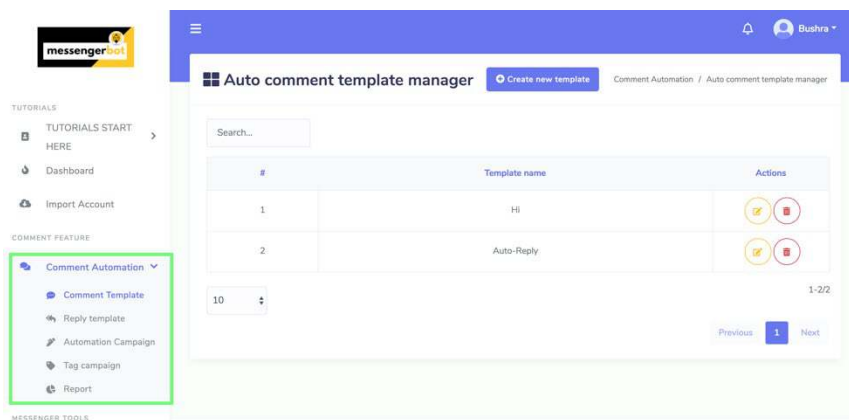 messengerbot
Bushra
Auto comment template manager
Create new template
Comment Automation / Auto comment template manager
TUTORIALS
TUTORIALS START
HERE
Dashboard
Import Account
COMMENT FEATURE
Comment Automation
Comment Template
Reply template
Automation Campaign
Tag campaign
Report
MESSENGER TOOLS
Search...
# Template name Actions
1 Hi
2 Auto-Reply
10
1-2/2
Previous 1 Next